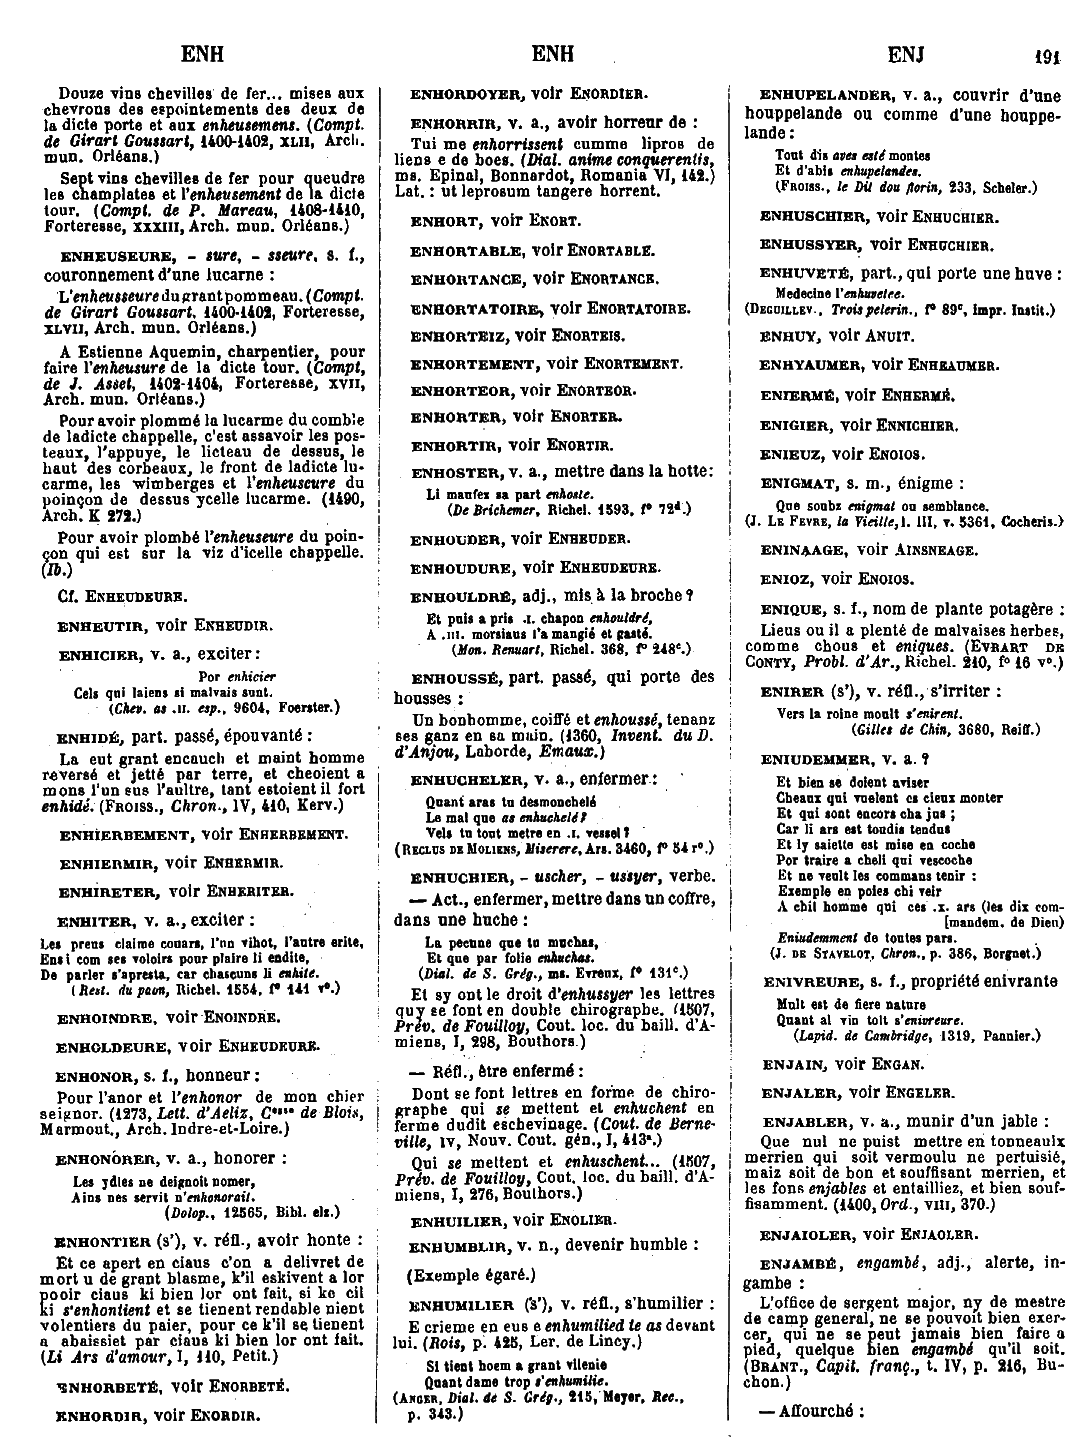 ENH
ENH
ENJ
191
Douze vins chevilles de fer... mises aux
chevrons des espointements des deux de
la dicte porte et aux enheusemens. (Compt.
de Girart Goussart, 1400-1402, XLII, Arch.
mun. Orléans.)
Sept vins chevilles de fer pour queudre
les champlates et l'enheusement de la dicte
tour. (Compt. de P. Mareau, 1408-1410,
Forteresse, XXXIII, Arch. mun. Orléans.)
ENHEUSEURE, - sure, - sseure, s. f.,
couronnement d'une lucarne :
L'enheusseure du grant pommeau. (Compt.
de Girart Goussart, 1400-1402, Forteresse,
XLVII, Arch. mun. Orléans.)
A Estienne Aquemin, charpentier, pour
faire l'enheusure de la dicte tour. (Compt,
de J. Asset, 1402-1404, Forteresse, XVII,
Arch. mun. Orléans.)
Pour avoir plommé la lucarme du comble
de ladicte chappelle, c'est assavoir les pos-
teaux, l'appuye, le licteau de dessus, le
haut des corbeaux, le front de ladicte lu-
carme, les wimberges et l'enheuseure du
poinçon de dessus ycelle lucarme. (1490,
Arch. K 272.)
Pour avoir plombé l'enheuseure du poin-
çon qui est sur la viz d'icelle chappelle.
(Ib.)
Cf. ENHEUDEURE.
ENHEUTIR, voir ENHEUDIR.
ENHICIER, v. a., exciter :
Por enhicier
Cels qui laiens si malvais sunt.
(Chev. as .II. esp., 9604, Foerster.)
ENHIDÉ, part. passé, épouvanté :
La eut grant encauch et maint homme
reversé et jetté par terre, et cheoient a
mons l'un sus l'aultre, tant estoient il fort
enhidé. (FROISS., Chron., IV, 410, Kerv.)
ENHIERBEMENT, voir ENHERBEMENT.
ENHIERMIR, voir ENHERMIR.
ENHIRETER, voir ENHERITER.
ENHITER, v. a., exciter :
Les preus claime couars, l'un vihot, l'autre erite,
Ensi com ses voloirs pour plaire li endite,
De parler s'apresta, car chascuns li enhite.
(Rest. du paon, Richel. 1554, f° 141 v°.)
ENHOINDRE, voir ENOINDRE.
ENHOLDEURE, voir ENHEUDEURE.
ENHONOR, s. f., honneur :
Pour l'anor et l'enhonor de mon chier
seignor. (1273, Lett. d'Aeliz, Cesse de Blois,
Marmout., Arch. Indre-et-Loire.)
ENHONORER, v. a., honorer :
Les ydles ne deignoit nomer,
Ains nes servit n'enhonorait.
(Dolop., 12565, Bibl. elz.)
ENHONTIER (s'), v. réfl., avoir honte :
Et ce apert en ciaus c'on a delivret de
mort u de grant blasme, k'il eskivent a lor
pooir ciaus ki bien lor ont fait, si ke cil
ki s'enhontient et se tienent rendable nient
volentiers du paier, pour ce k'il se tienent
a abaissiet par ciaus ki bien lor ont fait.
(Li Ars d'amour, I, 110, Petit.)
ENHORBETÉ, voir ENORBETÉ.
ENHORDIR, voir ENORDIR.
ENHORDOYER, voir ENORDIER.
ENHORRIR, v. a., avoir horreur de :
Tui me enhorrissent cumme lipros de
liens e de boes. (Dial. anime conquerentis,
ms. Epinal, Bonnardot, Romania VI, 142.)
Lat. : ut leprosum tangere horrent.
ENHORT, voir ENORT.
ENHORTABLE, voir ENORTABLE.
ENHORTANCE, voir ENORTANCE.
ENHORTATOIRE, voir ENORTATOIRE.
ENHORTEIZ, voir ENORTEIS.
ENHORTEMENT, voir ENORTEMENT.
ENHORTEOR, voir ENORTEOR.
ENHORTER, voir ENORTER.
ENHORTIR, voir ENORTIR.
ENHOSTER, v. a., mettre dans la hotte :
Li maufez sa part enhoste.
(De Brichemer, Richel. 1593, f° 72d.)
ENHOUDER, voir ENHEUDER.
ENHOUDURE, voir ENHEUDEURE.
ENHOULDRÉ, adj., mis à la broche ?
Et puis a pris .I. chapon enhouldré,
A .III. morsiaus l'a mangié et gasté.
(Mon. Renuart, Richel. 368, f° 248c.)
ENHOUSSÉ, part. passé, qui porte des
housses :
Un bonhomme, coiffé et enhoussé, tenanz
ses ganz en sa main. (1360, Invent. du D.
d'Anjou, Laborde, Emaux.)
ENHUCHELER, v. a., enfermer :
Quant aras tu desmonchelé
Le mal que as enhuchelé ?
Vels tu tout metre en .I. vessel ?
(RECLUS DE MOLIENS, Miserere, Ars. 3460, f° 54 r°.)
ENHUCHIER, - uscher, - ussyer, verbe.
— Act., enfermer, mettre dans un coffre,
dans une huche :
La pecune que tu muchas,
Et que par folie enhuchas.
(Dial. de S. Grég., ms. Evreux, f° 131c.)
Et sy ont le droit d'enhussyer les lettres
quy se font en double chirographe. (1507,
Prév. de Fouilloy, Cout. loc. du baill. d'A-
miens, I, 298, Bouthors.)
— Réfl., être enfermé :
Dont se font lettres en forme de chiro-
graphe qui se mettent et enhuchent en
ferme dudit eschevinage. (Cout. de Berne-
ville, IV, Nouv. Cout. gén., I, 413a.)
Qui se mettent et enhuschent... (1507,
Prév. de Fouilloy, Cout. loc. du baill. d'A-
miens, I, 276, Bouthors.)
ENHUILIER, voir ENOLIER.
ENHUMBLIR, v. n., devenir humble :
(Exemple égaré.)
ENHUMILIER (s'), v. réfl., s'humilier :
E crieme en eus e enhumilied te as devant
lui. (Rois, p. 425, Ler. de Lincy.)
Si tient hoem a grant vilenie
Quant dame trop s'enhumilie.
(ANGER, Dial. de S. Grég., 215, Meyer, Rec.,
p. 343.)
ENHUPELANDER, v. a., couvrir d'une
houppelande ou comme d'une houppe-
lande :
Tout dis aves esté montes
Et d'abis enhupelandes.
(FROISS., le Dit dou florin, 233, Scheler.)
ENHUSCHIER, voir ENHUCHIER.
ENHUSSYER, voir ENHUCHIER.
ENHUVETÉ, part., qui porte une huve :
Medecine l'enhuvetee.
(DEGUILLEV., Trois pelerin., f° 89c, Impr. Instit.)
ENHUY, voir ANUIT.
ENHYAUMER, voir ENHEAUMER.
ENIERMÉ, voir ENHERMÉ.
ENIGIER, voir ENNICHIER.
ENIEUZ, voir ENOIOS.
ENIGMAT, s. m., énigme :
Que soubz enigmat ou semblance.
(J. LE FEVRE, la Vieille, l. III, v. 5361, Cocheris.)
ENINAAGE, voir AINSNEAGE.
ENIOZ, voir ENOIOS.
ENIQUE, s. f., nom de plante potagère :
Lieus ou il a plenté de malvaises herbes,
comme chous et eniques. (EVRART DE
CONTY, Probl. d'Ar., Richel. 210, f° 16 v°.)
ENIRER (s'), v. réfl., s'irriter :
Vers la roine moult s'enirent.
(Gilles de Chin, 3680, Reiff.)
ENIUDEMMER, v. a. ?
Et bien se doient aviser
Cheaux qui vuelent es cieux monter
Et qui sont encors cha jus ;
Car li ars est toudis tendus
Et ly saiette est mise en coche
Por traire a cheli qui vescoche
Et ne veult les commans tenir :
Exemple en poles chi veir
A chil homme qui ces .X. ars (les dix com-
[mandem. de Dieu)
Eniudemment de toutes pars.
(J. DE STAVELOT, Chron., p. 386, Borgnet.)
ENIVREURE, s. f., propriété enivrante
Mult est de fiere nature
Quant al vin tolt s'enivreure.
(Lapid. de Cambridge, 1319, Pannier.)
ENJAIN, voir ENGAN.
ENJALER, voir ENGELER.
ENJABLER, v. a., munir d'un jable :
Que nul ne puist mettre en tonneaulx
merrien qui soit vermoulu ne pertuisié,
maiz soit de bon et souffisant merrien, et
les fons enjables et entailliez, et bien souf-
fisamment. (1400, Ord., VIII, 370.)
ENJAIOLER, voir ENJAOLER.
ENJAMBÉ, engambé, adj., alerte, in-
gambe :
L'office de sergent major, ny de mestre
de camp general, ne se pouvoit bien exer-
cer, qui ne se peut jamais bien faire a
pied, quelque bien engambé qu'il soit.
(BRANT., Capit. franç., t. IV, p. 216, Bu-
chon.)
— Affourché :